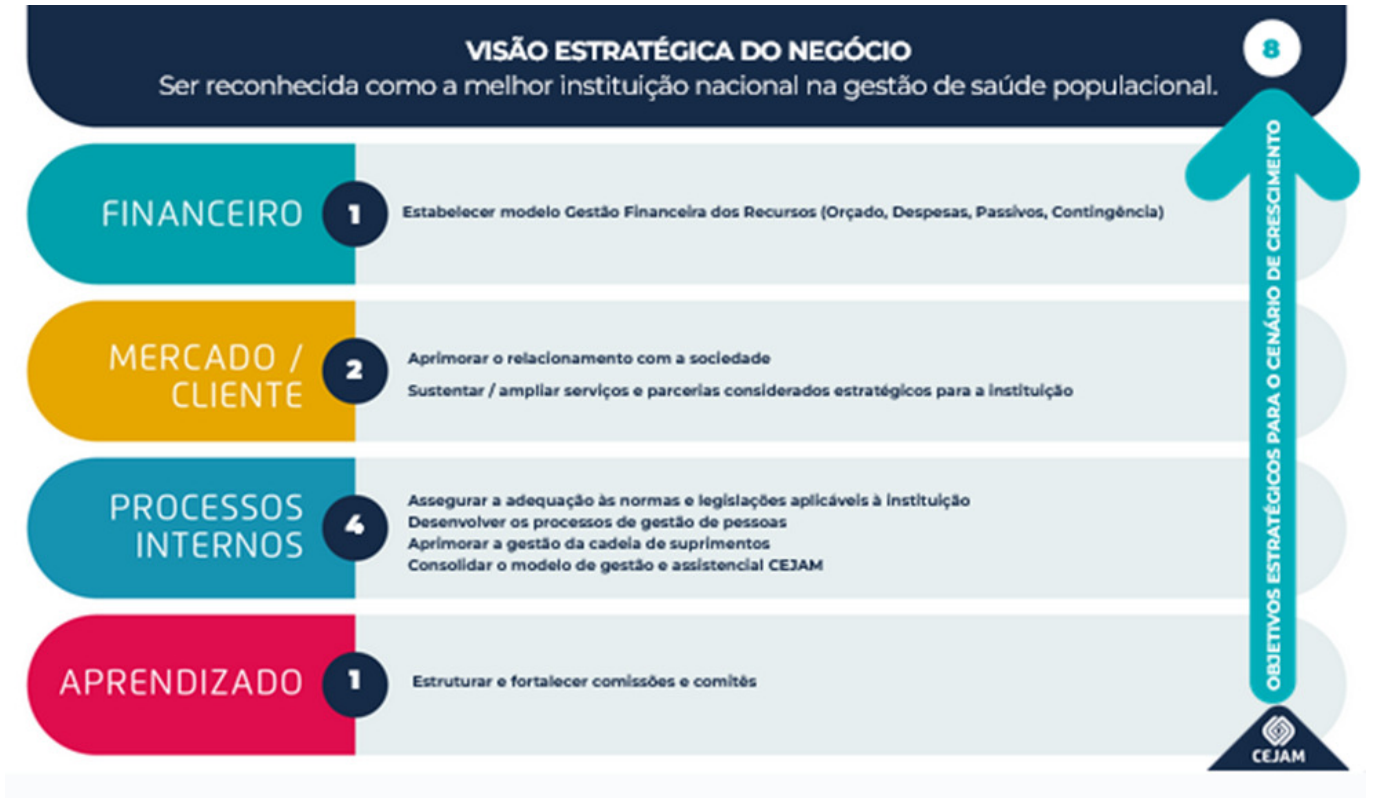 VISÃO ESTRATÉGICA DO NEGÓCIO
Ser reconhecida como a melhor instituição nacional na gestão de saúde populacional.
8
FINANCEIRO
1
Estabelecer modelo Gestão Financeira dos Recursos (Orçado, Despesas, Passivos, Contingência)
MERCADO /
CLIENTE
2
Aprimorar o relacionamento com a sociedade
Sustentar / ampliar serviços e parcerias considerados estratégicos para a instituição
PROCESSOS
INTERNOS
4
Assegurar a adequação às normas e legislações aplicáveis à instituição
Desenvolver os processos de gestão de pessoas
Aprimorar a gestão da cadeia de suprimentos
Consolidar o modelo de gestão e assistencial CEJAM
APRENDIZADO
1
Estruturar e fortalecer comissões e comitês
OBJETIVOS ESTRATÉGICOS PARA O CENÁRIO DE CRESCIMENTO
CEJAM